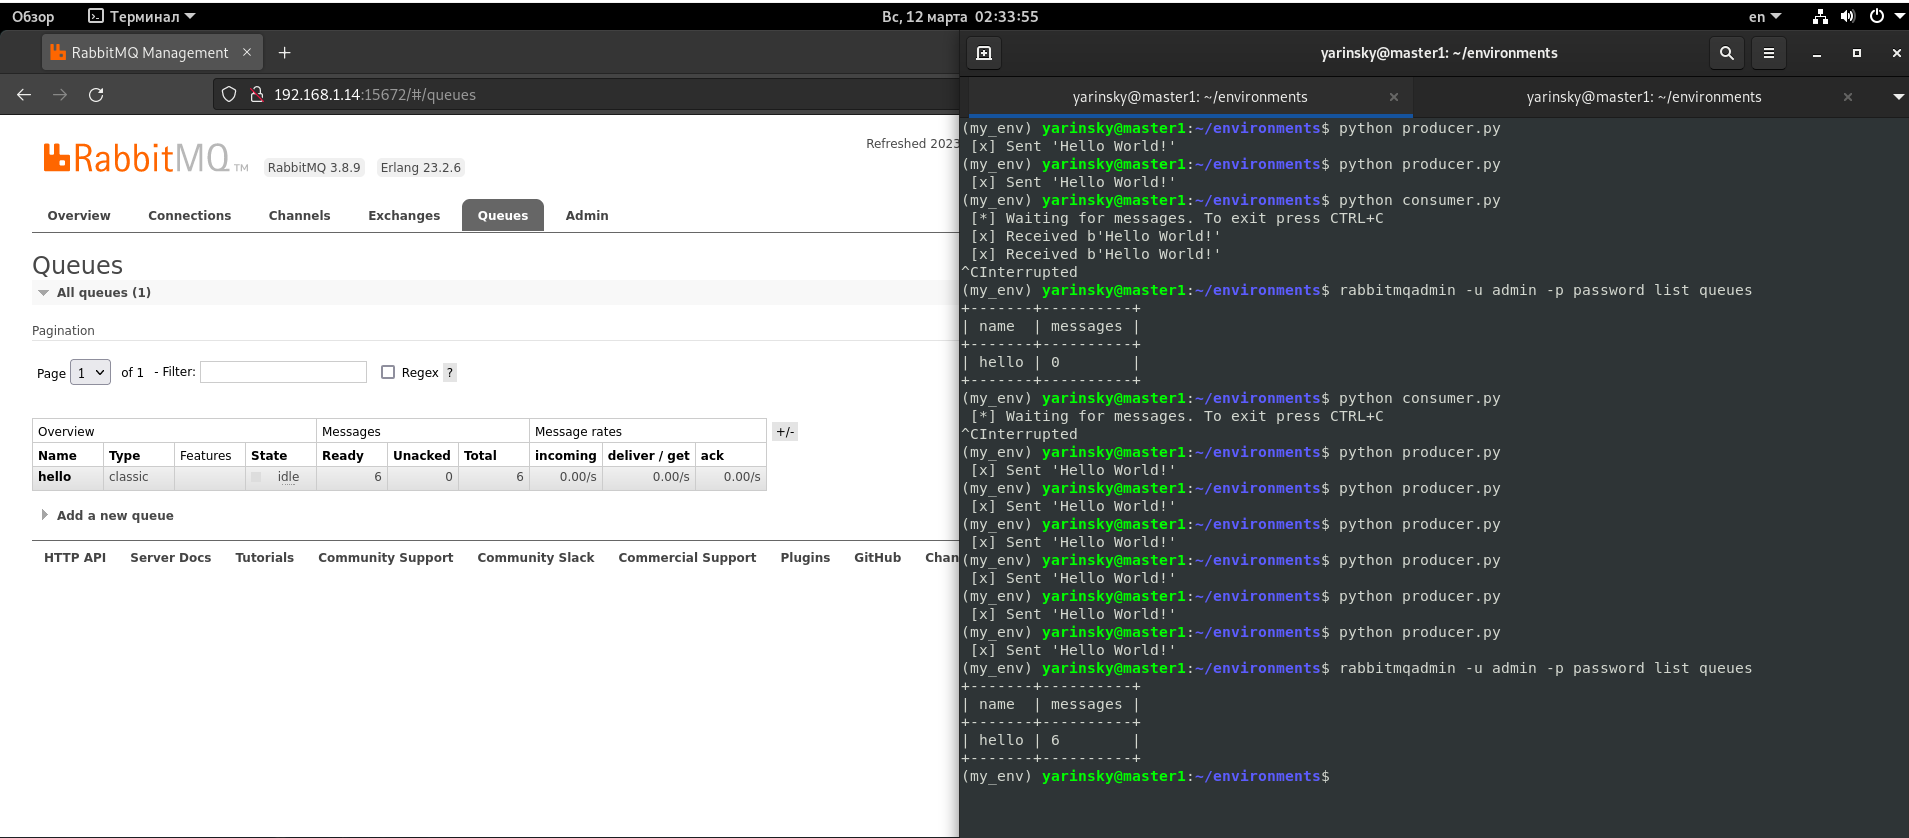 Обзор Терминал Вс, 12 марта 02:33:55 en
RabbitMQ Management
192.168.1.14:15672/#/queues
RabbitMQ TM RabbitMQ 3.8.9 Erlang 23.2.6
Refreshed 2023
Overview Connections Channels Exchanges Queues Admin
Queues
All queues (1)
Pagination
Page 1 of 1 - Filter: Regex ?
Overview Messages Message rates +/-
Name Type Features State Ready Unacked Total incoming deliver / get ack
hello classic idle 6 0 6 0.00/s 0.00/s 0.00/s
Add a new queue
HTTP API Server Docs Tutorials Community Support Community Slack Commercial Support Plugins GitHub Chan
yarinsky@master1: ~/environments
yarinsky@master1: ~/environments yarinsky@master1: ~/environments
(my_env) yarinsky@master1:~/environments$ python producer.py
[x] Sent 'Hello World!'
(my_env) yarinsky@master1:~/environments$ python producer.py
[x] Sent 'Hello World!'
(my_env) yarinsky@master1:~/environments$ python consumer.py
[*] Waiting for messages. To exit press CTRL+C
[x] Received b'Hello World!'
[x] Received b'Hello World!'
^CInterrupted
(my_env) yarinsky@master1:~/environments$ rabbitmqadmin -u admin -p password list queues
+-------+----------+
| name  | messages |
+-------+----------+
| hello | 0        |
+-------+----------+
(my_env) yarinsky@master1:~/environments$ python consumer.py
[*] Waiting for messages. To exit press CTRL+C
^CInterrupted
(my_env) yarinsky@master1:~/environments$ python producer.py
[x] Sent 'Hello World!'
(my_env) yarinsky@master1:~/environments$ python producer.py
[x] Sent 'Hello World!'
(my_env) yarinsky@master1:~/environments$ python producer.py
[x] Sent 'Hello World!'
(my_env) yarinsky@master1:~/environments$ python producer.py
[x] Sent 'Hello World!'
(my_env) yarinsky@master1:~/environments$ python producer.py
[x] Sent 'Hello World!'
(my_env) yarinsky@master1:~/environments$ python producer.py
[x] Sent 'Hello World!'
(my_env) yarinsky@master1:~/environments$ rabbitmqadmin -u admin -p password list queues
+-------+----------+
| name  | messages |
+-------+----------+
| hello | 6        |
+-------+----------+
(my_env) yarinsky@master1:~/environments$